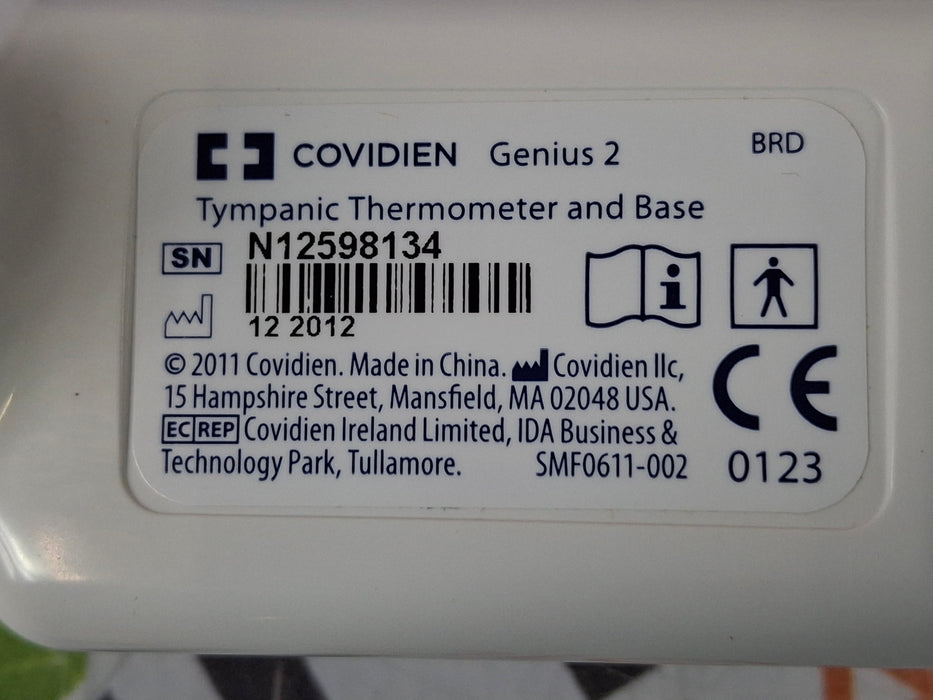 COVIDIEN Genius 2 BRD
Tympanic Thermometer and Base
SN N12598134
12 2012
© 2011 Covidien. Made in China. Covidien llc,
15 Hampshire Street, Mansfield, MA 02048 USA.
EC REP Covidien Ireland Limited, IDA Business &
Technology Park, Tullamore. SMF0611-002
CE
0123